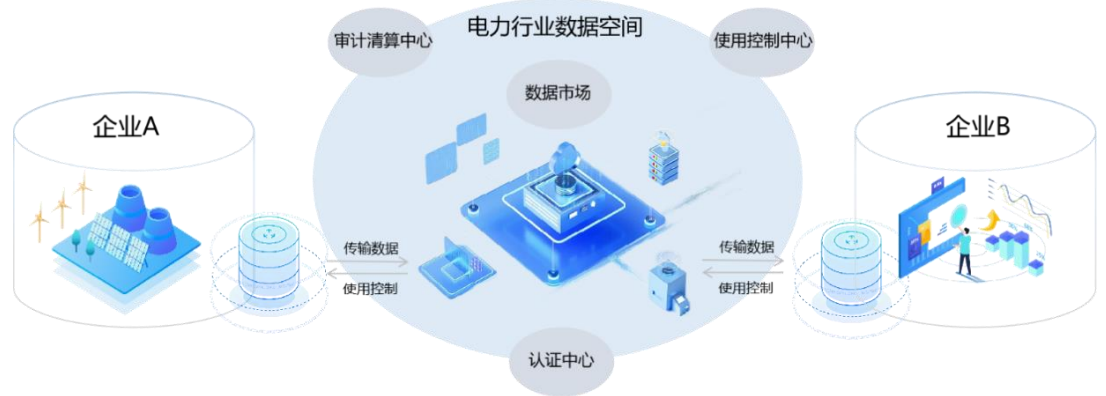 电力行业数据空间
审计清算中心
使用控制中心
数据市场
企业A
企业B
传输数据
使用控制
传输数据
使用控制
认证中心